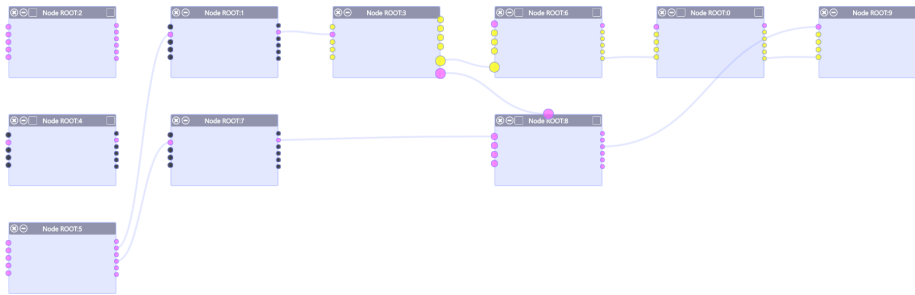 Node ROOT:2
Node ROOT:1
Node ROOT:3
Node ROOT:6
Node ROOT:0
Node ROOT:9
Node ROOT:4
Node ROOT:7
Node ROOT:8
Node ROOT:5